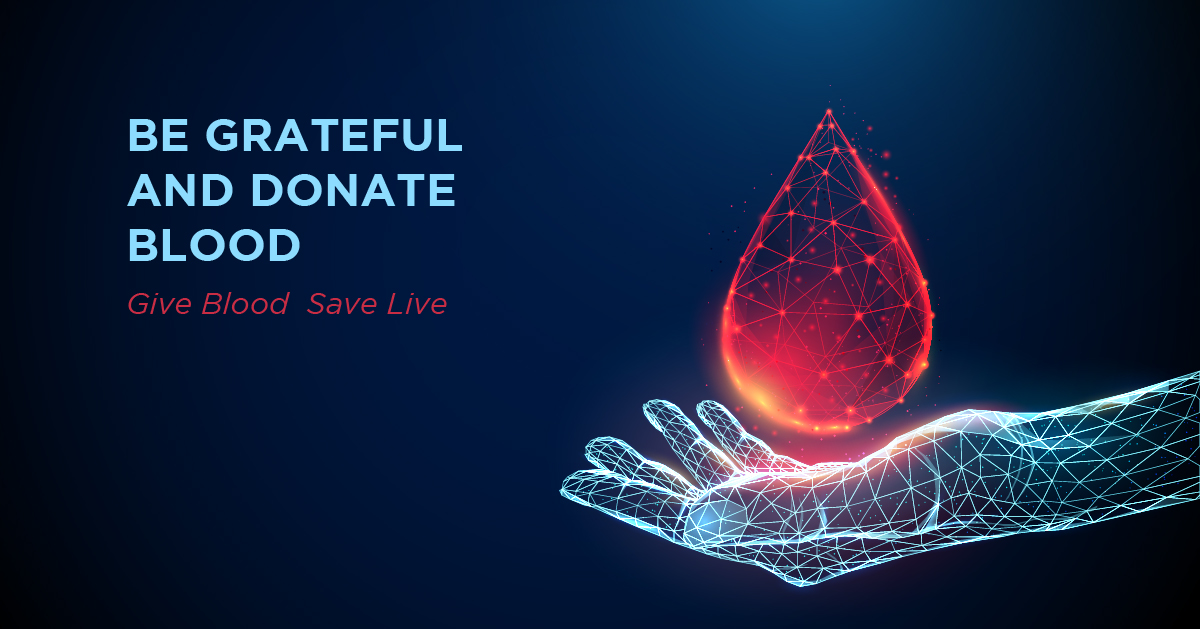 BE GRATEFUL
AND DONATE
BLOOD
Give Blood  Save Live